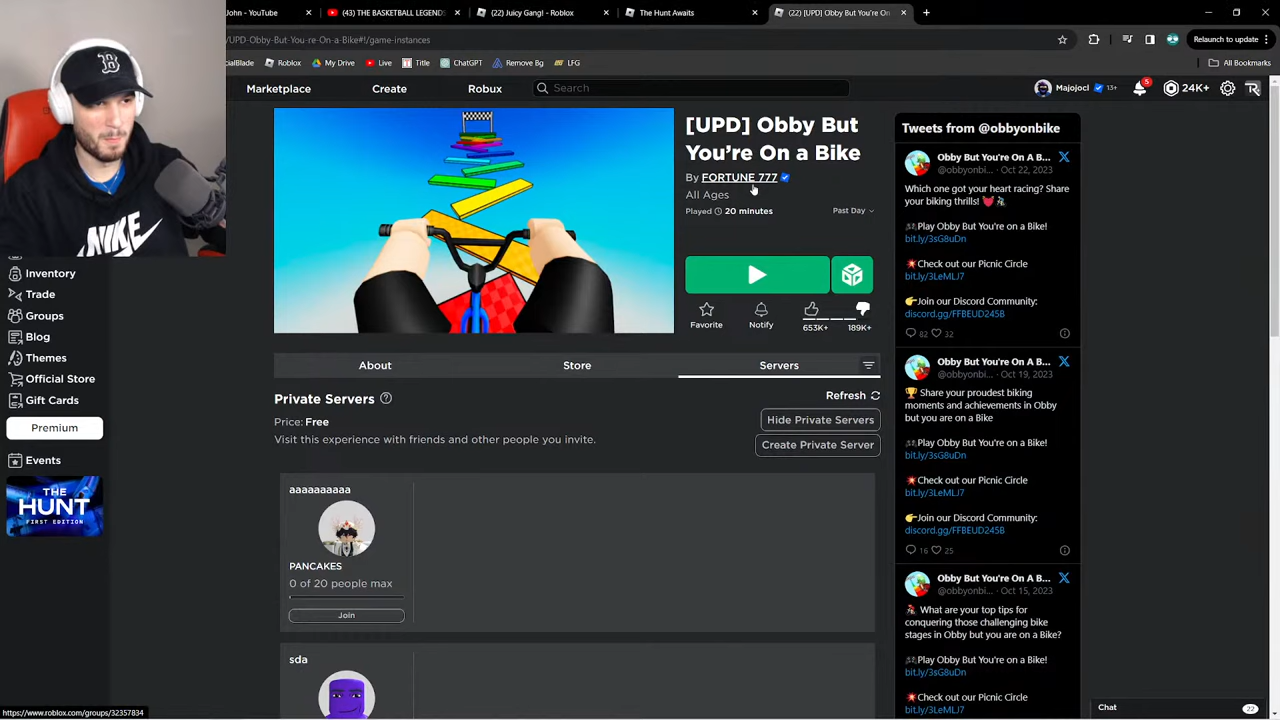 John - YouTube
(43) THE BASKETBALL LEGENDS
(22) Juicy Gang! - Roblox
The Hunt Awaits
(22) [UPD] Obby But You're On
/UPD-Obby-But-You-re-On-a-Bike#!/game-instances
Relaunch to update
SocialBlade
Roblox
My Drive
Live
Title
ChatGPT
Remove Bg
LFG
All Bookmarks
Marketplace
Create
Robux
Search
Majojocl
13+
5
24K+
B
NIKE
Inventory
Trade
Groups
Blog
Themes
Official Store
Gift Cards
Premium
Events
THE
HUNT
FIRST EDITION
[UPD] Obby But
You're On a Bike
By FORTUNE 777
All Ages
Played 20 minutes
Past Day
Favorite
Notify
653K+
189K+
About
Store
Servers
Private Servers
Refresh
Price: Free
Hide Private Servers
Visit this experience with friends and other people you invite.
Create Private Server
aaaaaaaaaa
PANCAKES
0 of 20 people max
Join
sda
Tweets from @obbyonbike
Obby But You're On A B...
@obbyonbi... · Oct 22, 2023
Which one got your heart racing? Share
your biking thrills!
Play Obby But You're on a Bike!
bit.ly/3sG8uDn
Check out our Picnic Circle
bit.ly/3LeMLJ7
Join our Discord Community:
discord.gg/FFBEUD245B
82
32
Obby But You're On A B...
@obbyonbi... · Oct 19, 2023
Share your proudest biking
moments and achievements in Obby
but you are on a Bike
Play Obby But You're on a Bike!
bit.ly/3sG8uDn
Check out our Picnic Circle
bit.ly/3LeMLJ7
Join our Discord Community:
discord.gg/FFBEUD245B
16
25
Obby But You're On A B...
@obbyonbi... · Oct 15, 2023
What are your top tips for
conquering those challenging bike
stages in Obby but you are on a Bike?
Play Obby But You're on a Bike!
bit.ly/3sG8uDn
Check out our Picnic Circle
bit.ly/3LeMLJ7
https://www.roblox.com/groups/32357834
Chat
22